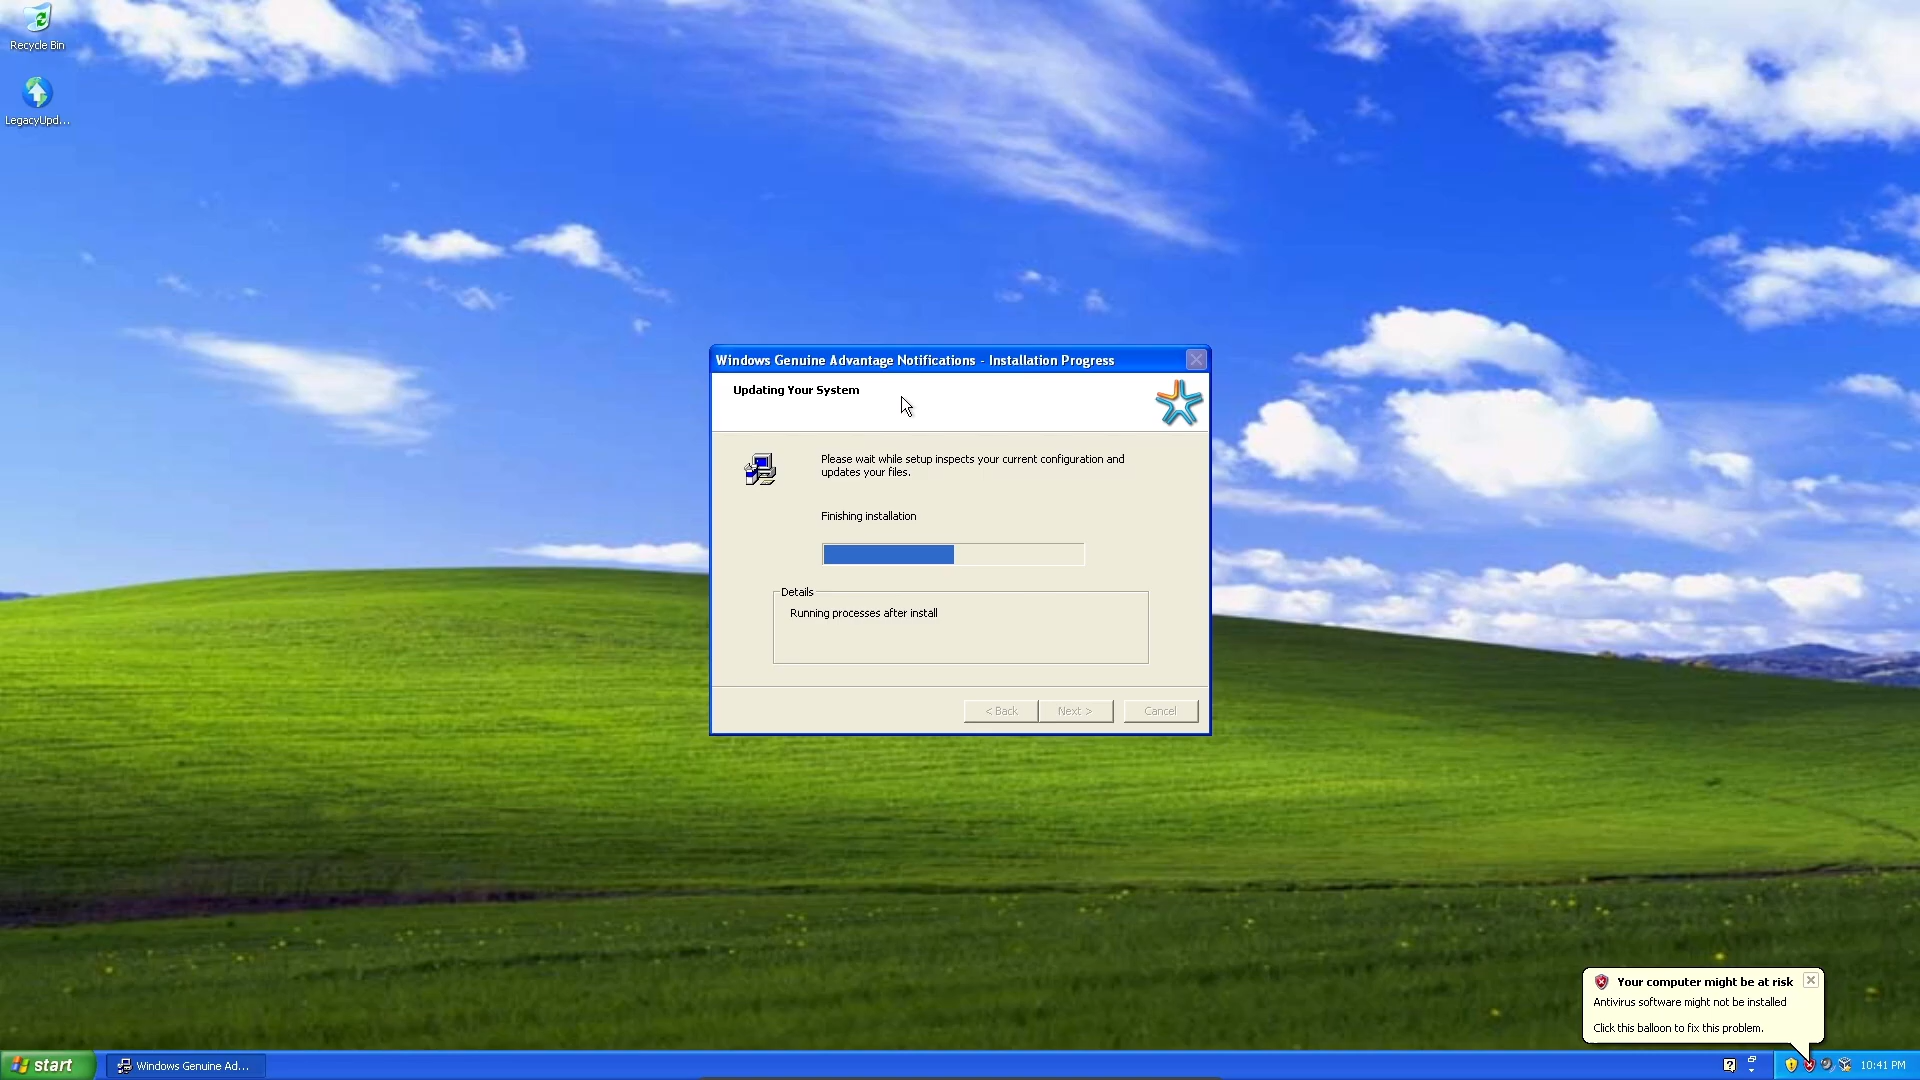 Recycle Bin
LegacyUpd...
Windows Genuine Advantage Notifications - Installation Progress
Updating Your System
Please wait while setup inspects your current configuration and
updates your files.
Finishing installation
Details
Running processes after install
< Back
Next >
Cancel
Your computer might be at risk
Antivirus software might not be installed
Click this balloon to fix this problem.
start
Windows Genuine Ad...
10:41 PM